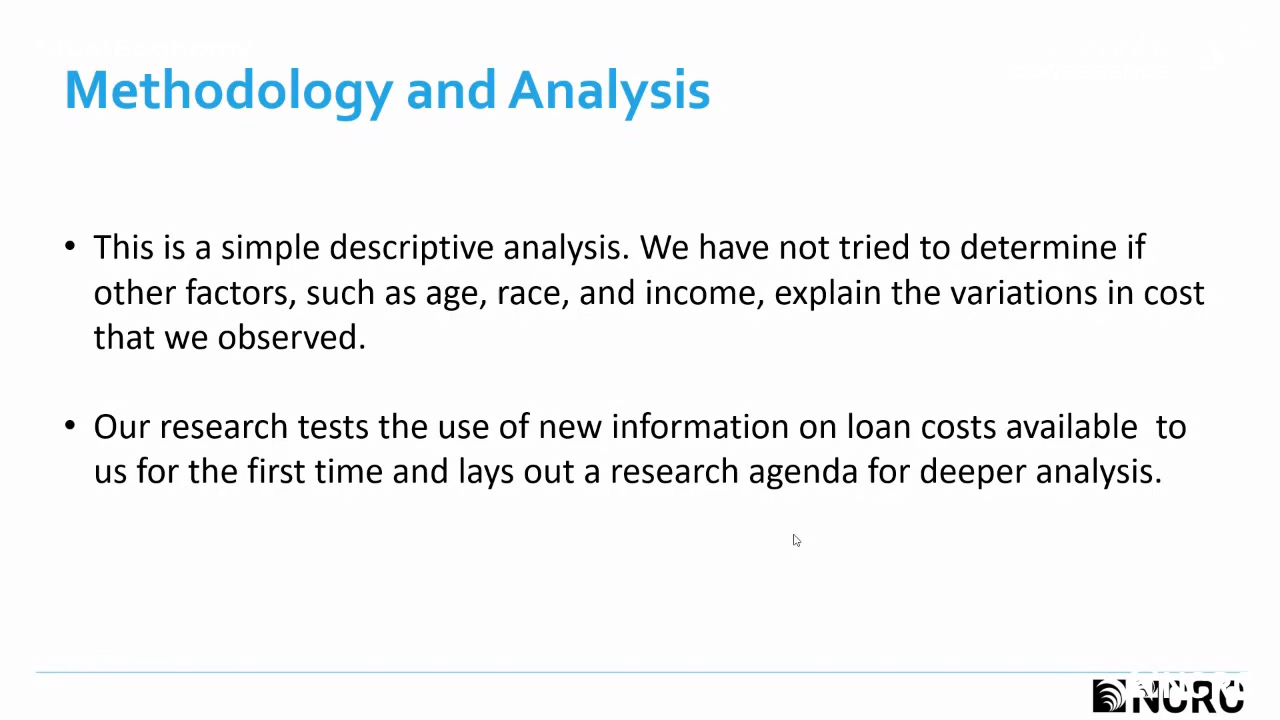 Methodology and Analysis
• This is a simple descriptive analysis. We have not tried to determine if
other factors, such as age, race, and income, explain the variations in cost
that we observed.
• Our research tests the use of new information on loan costs available  to
us for the first time and lays out a research agenda for deeper analysis.
NCRC